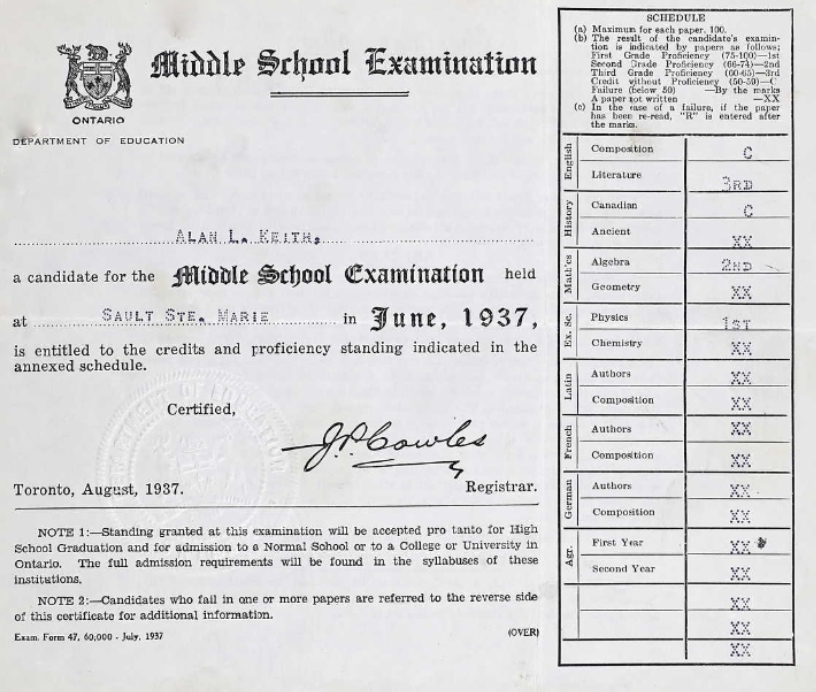 Middle School Examination
ONTARIO
DEPARTMENT OF EDUCATION
ALAN L. KEITH,
a candidate for the Middle School Examination held
at SAULT STE. MARIE in June, 1937,
is entitled to the credits and proficiency standing indicated in the
annexed schedule.
Certified,
J.P. Cowles
Toronto, August, 1937. Registrar.
NOTE 1:—Standing granted at this examination will be accepted pro tanto for High
School Graduation and for admission to a Normal School or to a College or University in
Ontario. The full admission requirements will be found in the syllabuses of these
institutions.
NOTE 2:—Candidates who fail in one or more papers are referred to the reverse side
of this certificate for additional information.
Exam. Form 47, 60,000 - July, 1937 (OVER)
SCHEDULE
(a) Maximum for each paper, 100.
(b) The result of the candidate's examin-
tion is indicated by papers as follows;
First Grade Proficiency (75-100)—1st
Second Grade Proficiency (66-74)—2nd
Third Grade Proficiency (60-65)—3rd
Credit without Proficiency (50-59)—C
Failure (below 50) —By the marks
A paper not written —XX
(c) In the case of a failure, if the paper
has been re-read, "R" is entered after
the marks.
English
Composition C
Literature 3RD
History
Canadian C
Ancient XX
Math'cs
Algebra 2ND
Geometry XX
Ex. Sc.
Physics 1ST
Chemistry XX
Latin
Authors XX
Composition XX
French
Authors XX
Composition XX
German
Authors XX
Composition XX
Agr.
First Year XX
Second Year XX
XX
XX
XX